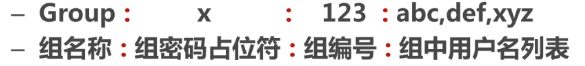 – Group : x : 123 : abc,def,xyz
– 组名称 : 组密码占位符 : 组编号 : 组中用户名列表